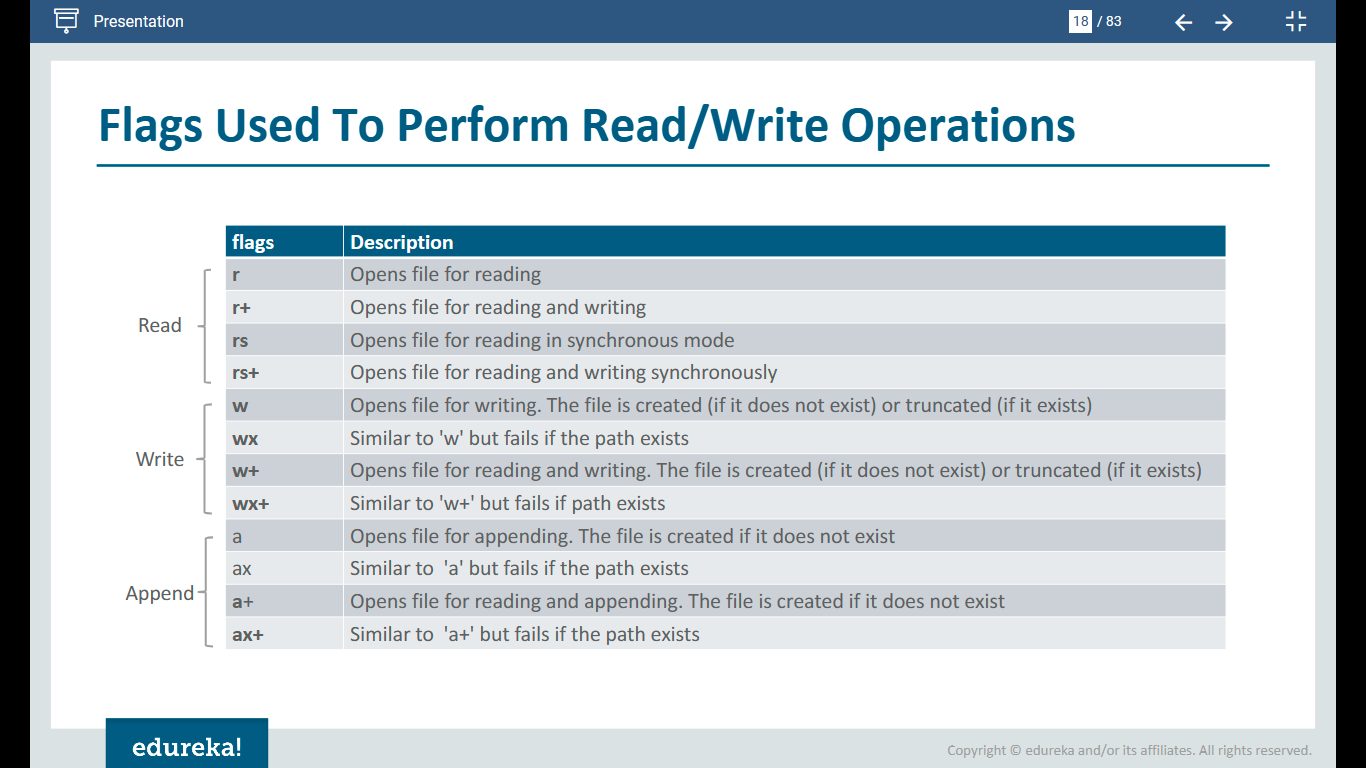 Presentation
18 / 83
Flags Used To Perform Read/Write Operations
flags Description
Read
r Opens file for reading
r+ Opens file for reading and writing
rs Opens file for reading in synchronous mode
rs+ Opens file for reading and writing synchronously
Write
w Opens file for writing. The file is created (if it does not exist) or truncated (if it exists)
wx Similar to 'w' but fails if the path exists
w+ Opens file for reading and writing. The file is created (if it does not exist) or truncated (if it exists)
wx+ Similar to 'w+' but fails if path exists
Append
a Opens file for appending. The file is created if it does not exist
ax Similar to  'a' but fails if the path exists
a+ Opens file for reading and appending. The file is created if it does not exist
ax+ Similar to  'a+' but fails if the path exists
edureka!
Copyright © edureka and/or its affiliates. All rights reserved.